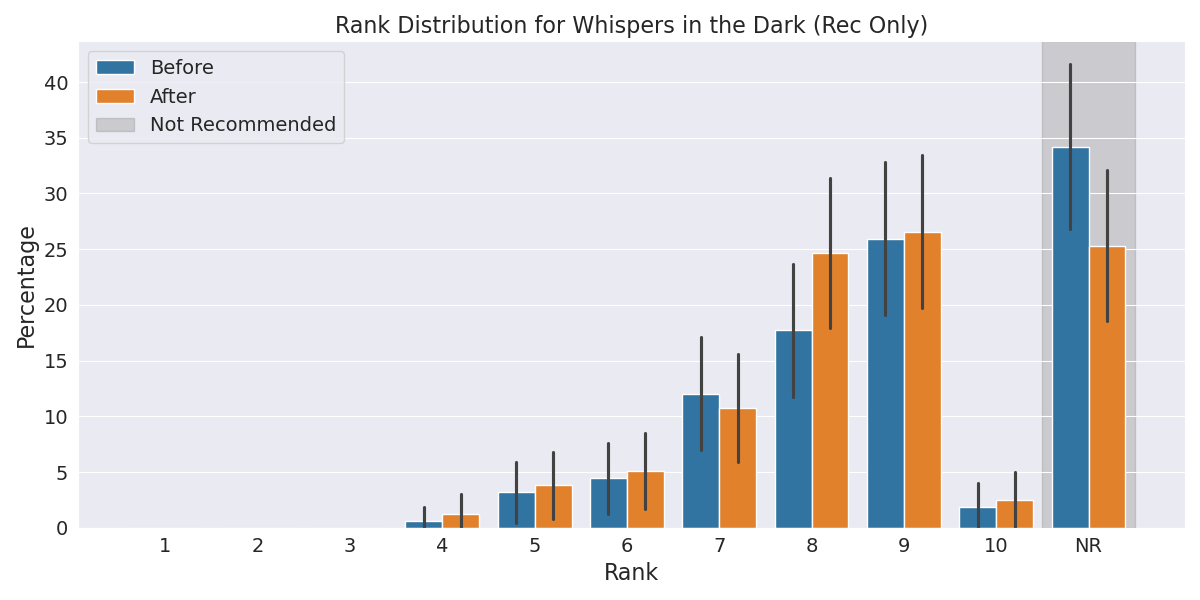 Rank Distribution for Whispers in the Dark (Rec Only)
Before
After
Not Recommended
Percentage
40
35
30
25
20
15
10
5
0
1 2 3 4 5 6 7 8 9 10 NR
Rank